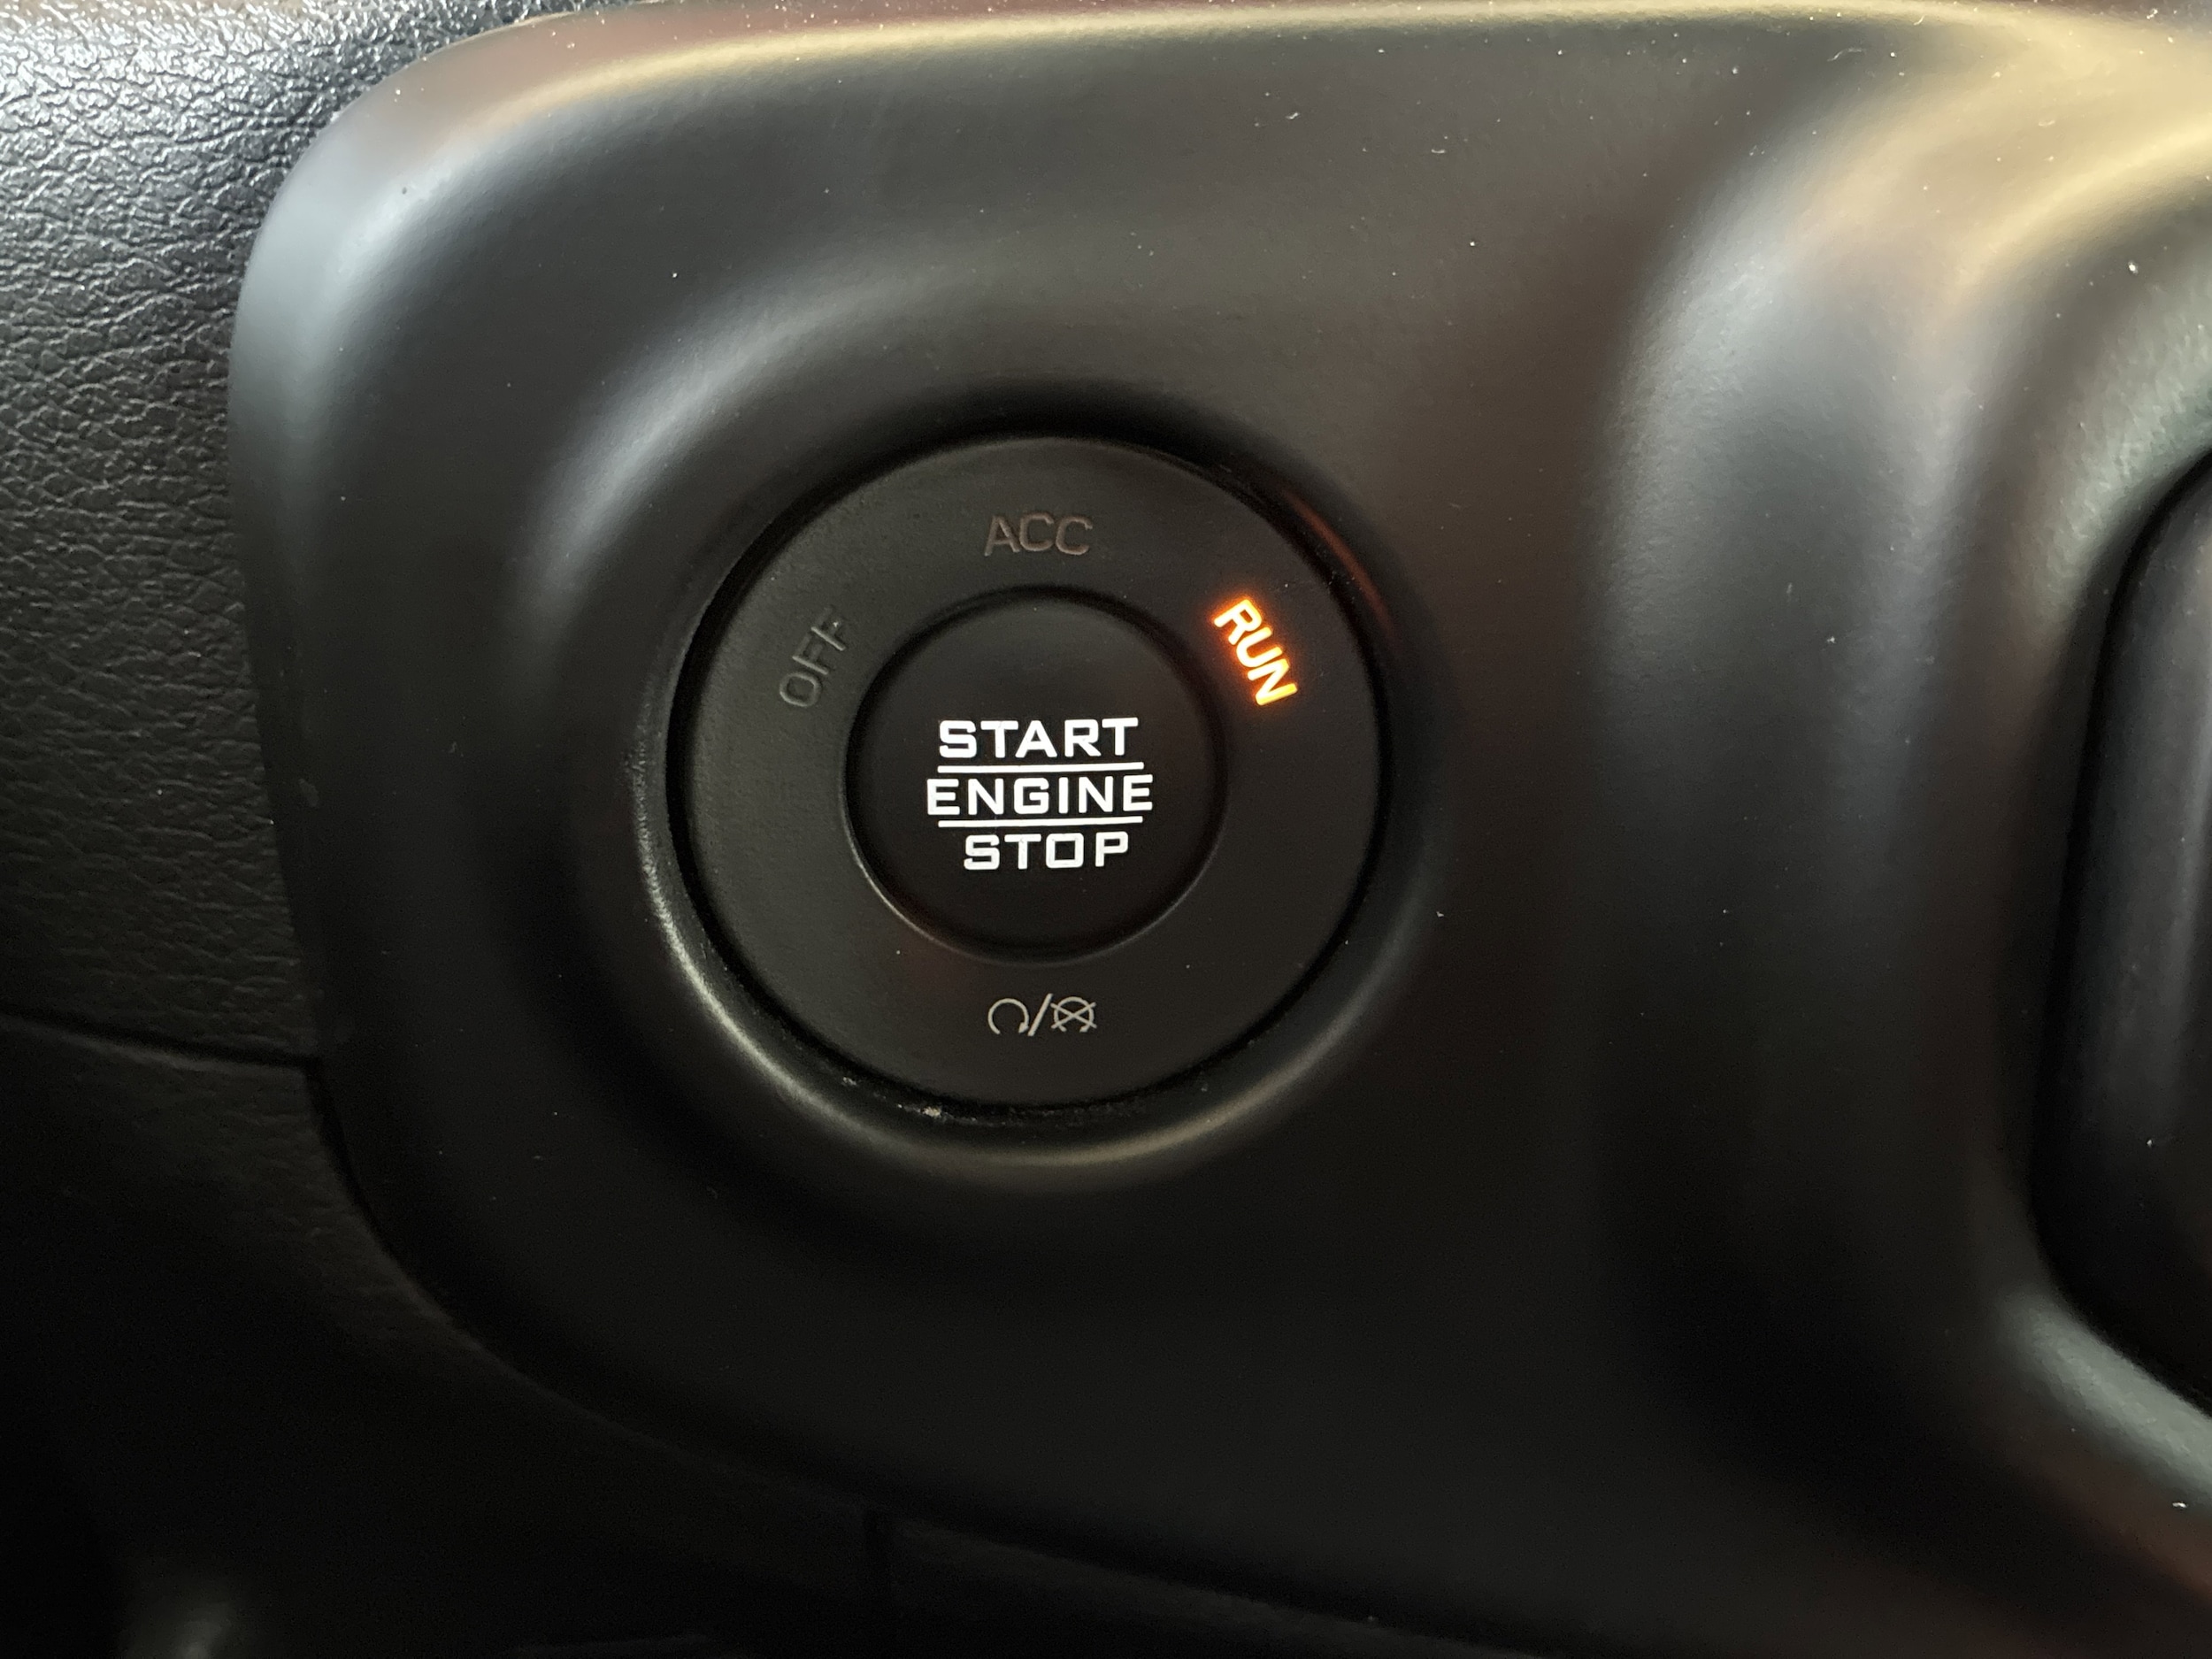 ACC
OFF
RUN
START
ENGINE
STOP